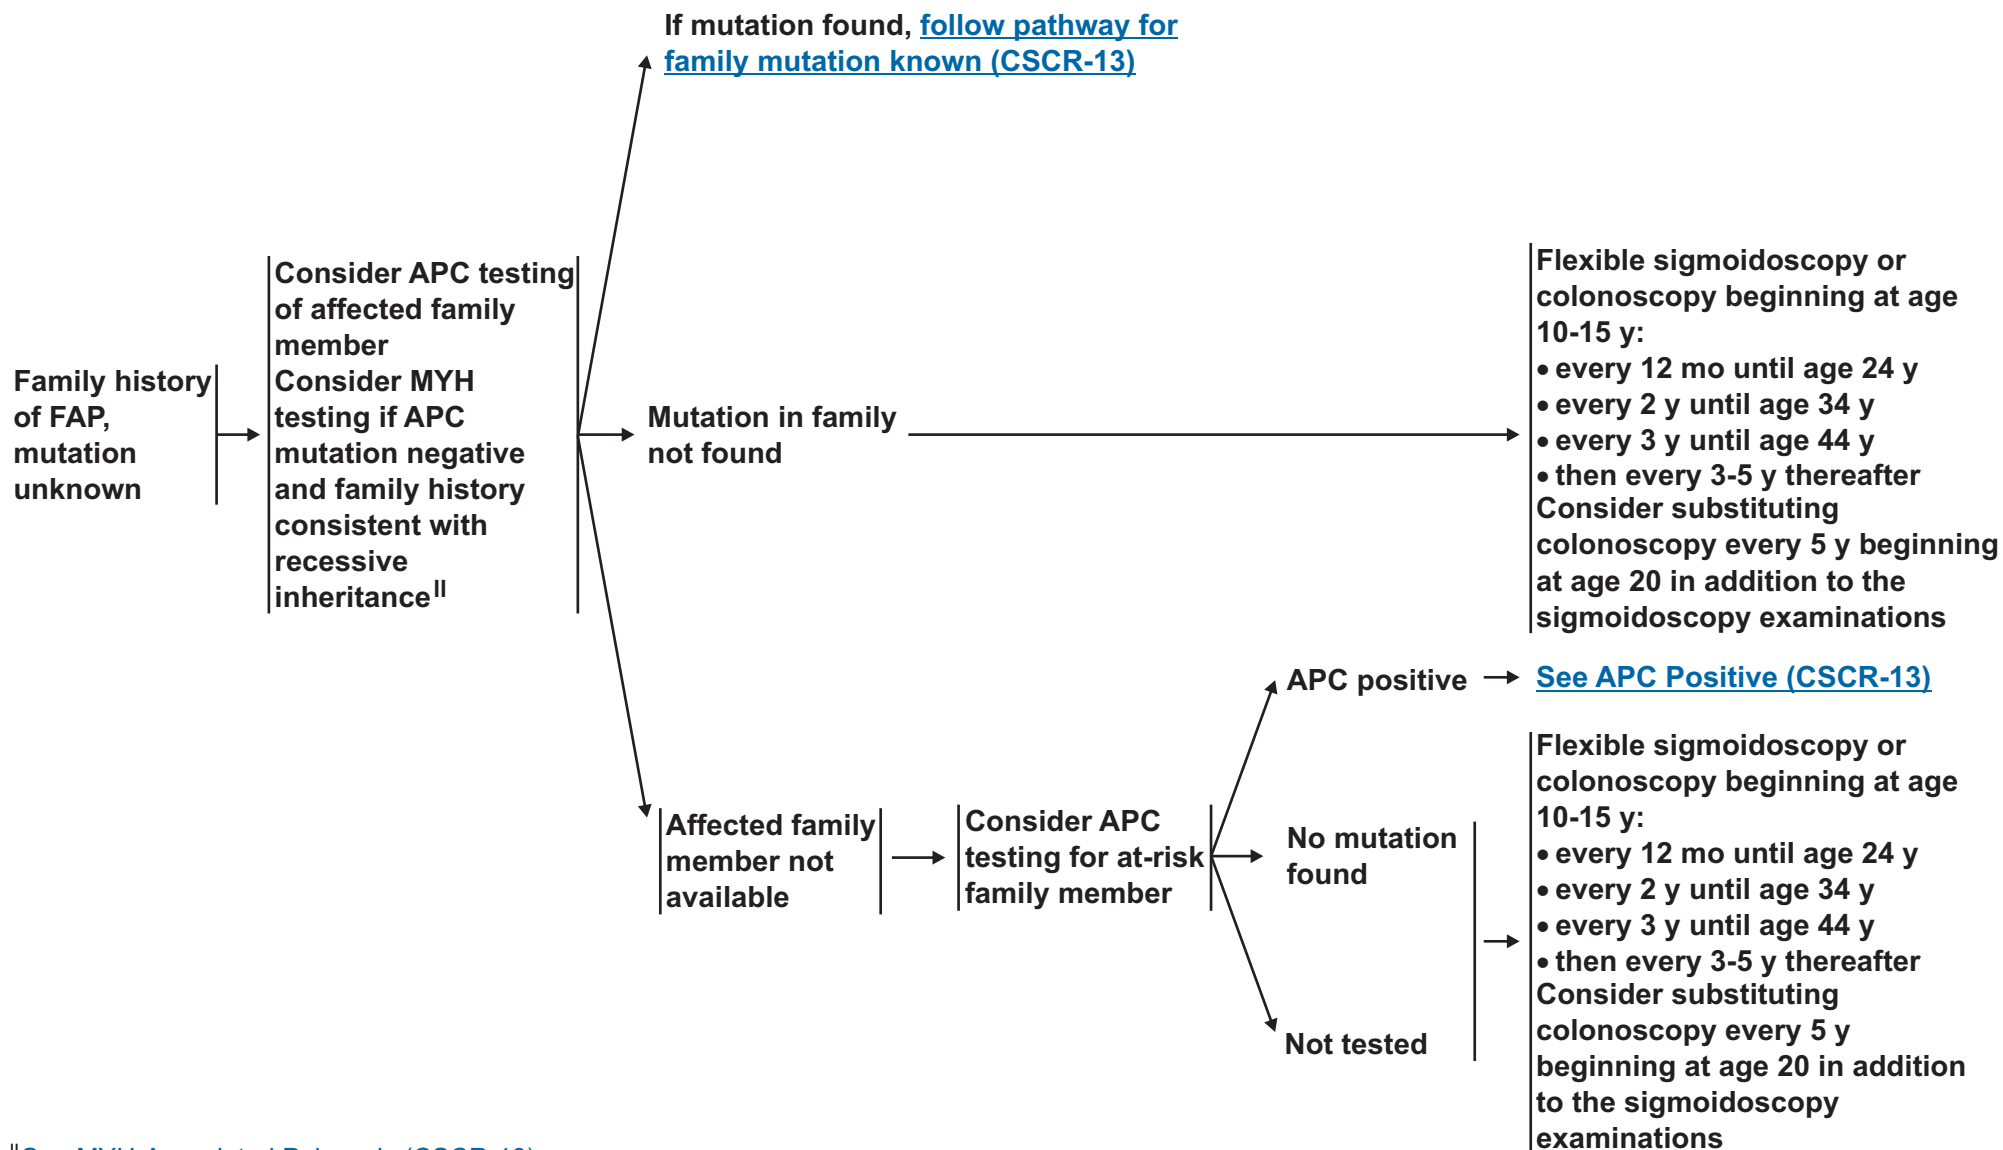 If mutation found, follow pathway for
family mutation known (CSCR-13)
Family history
of FAP,
mutation
unknown
Consider APC testing
of affected family
member
Consider MYH
testing if APC
mutation negative
and family history
consistent with
recessive
inheritance||
Mutation in family
not found
Flexible sigmoidoscopy or
colonoscopy beginning at age
10-15 y:
• every 12 mo until age 24 y
• every 2 y until age 34 y
• every 3 y until age 44 y
• then every 3-5 y thereafter
Consider substituting
colonoscopy every 5 y beginning
at age 20 in addition to the
sigmoidoscopy examinations
Affected family
member not
available
Consider APC
testing for at-risk
family member
APC positive
See APC Positive (CSCR-13)
No mutation
found
Not tested
Flexible sigmoidoscopy or
colonoscopy beginning at age
10-15 y:
• every 12 mo until age 24 y
• every 2 y until age 34 y
• every 3 y until age 44 y
• then every 3-5 y thereafter
Consider substituting
colonoscopy every 5 y
beginning at age 20 in addition
to the sigmoidoscopy
examinations